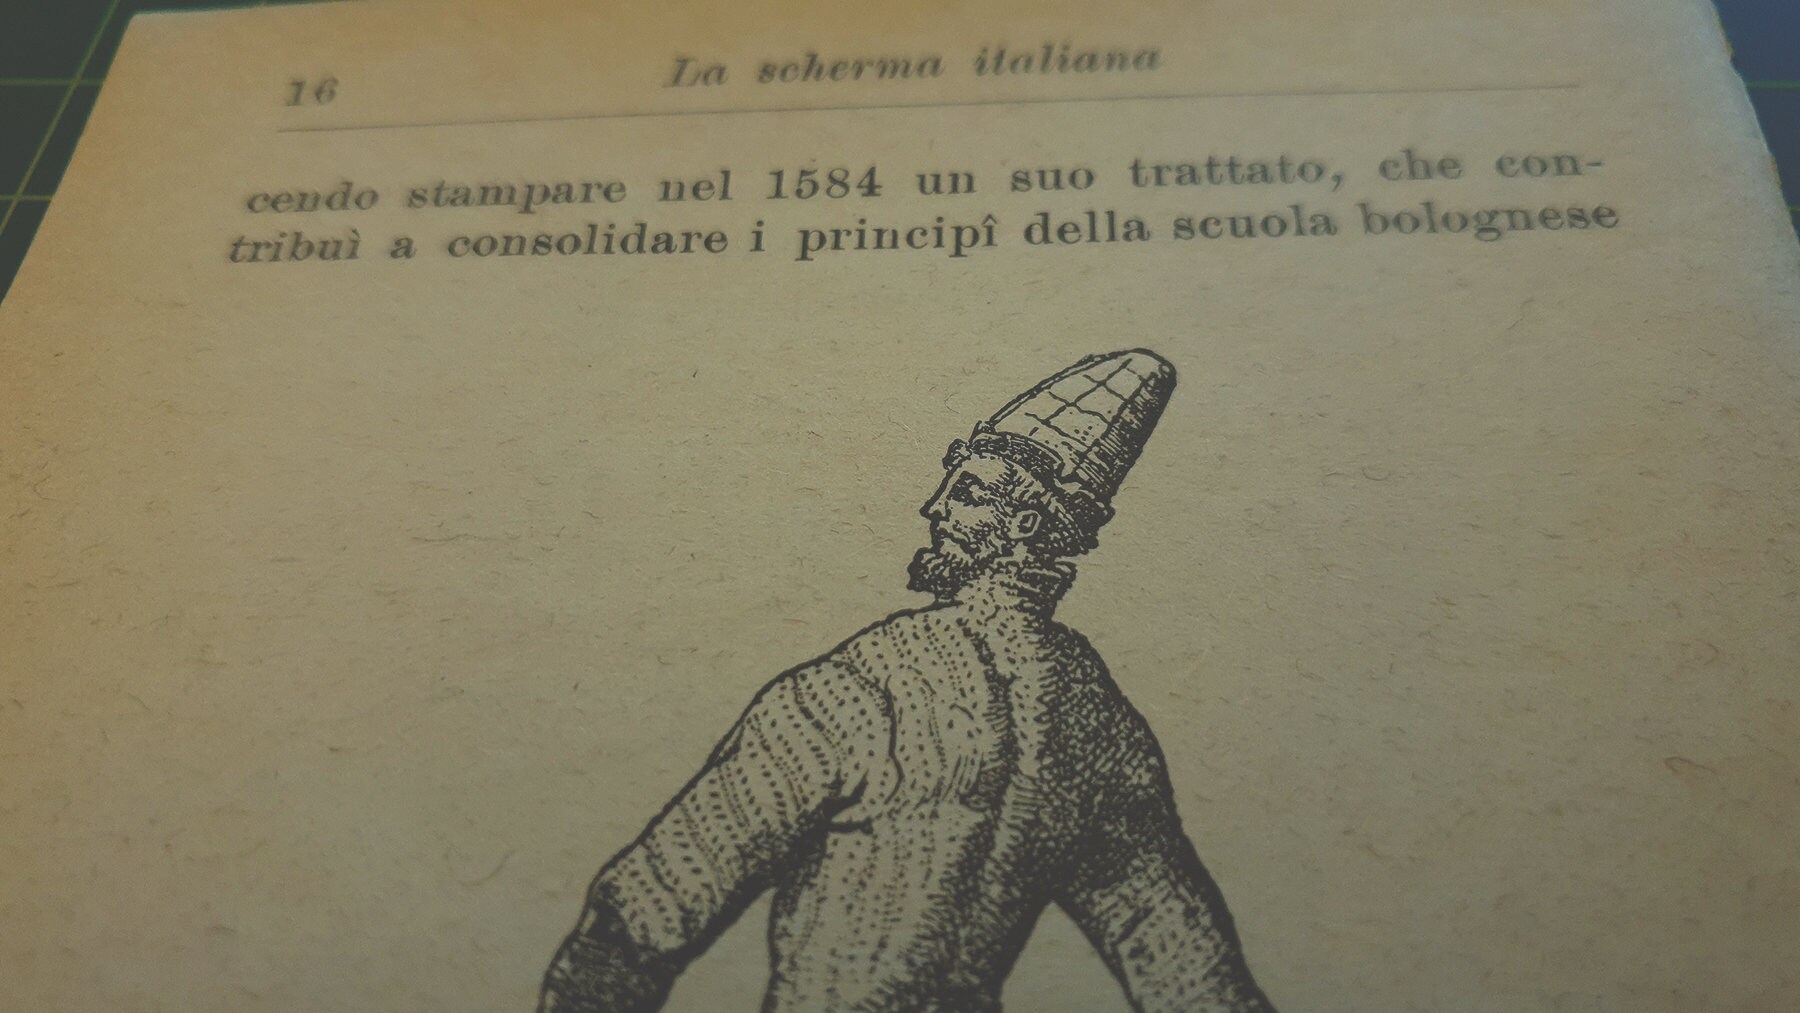 16
La scherma italiana
cendo stampare nel 1584 un suo trattato, che con-
tribuì a consolidare i principî della scuola bolognese